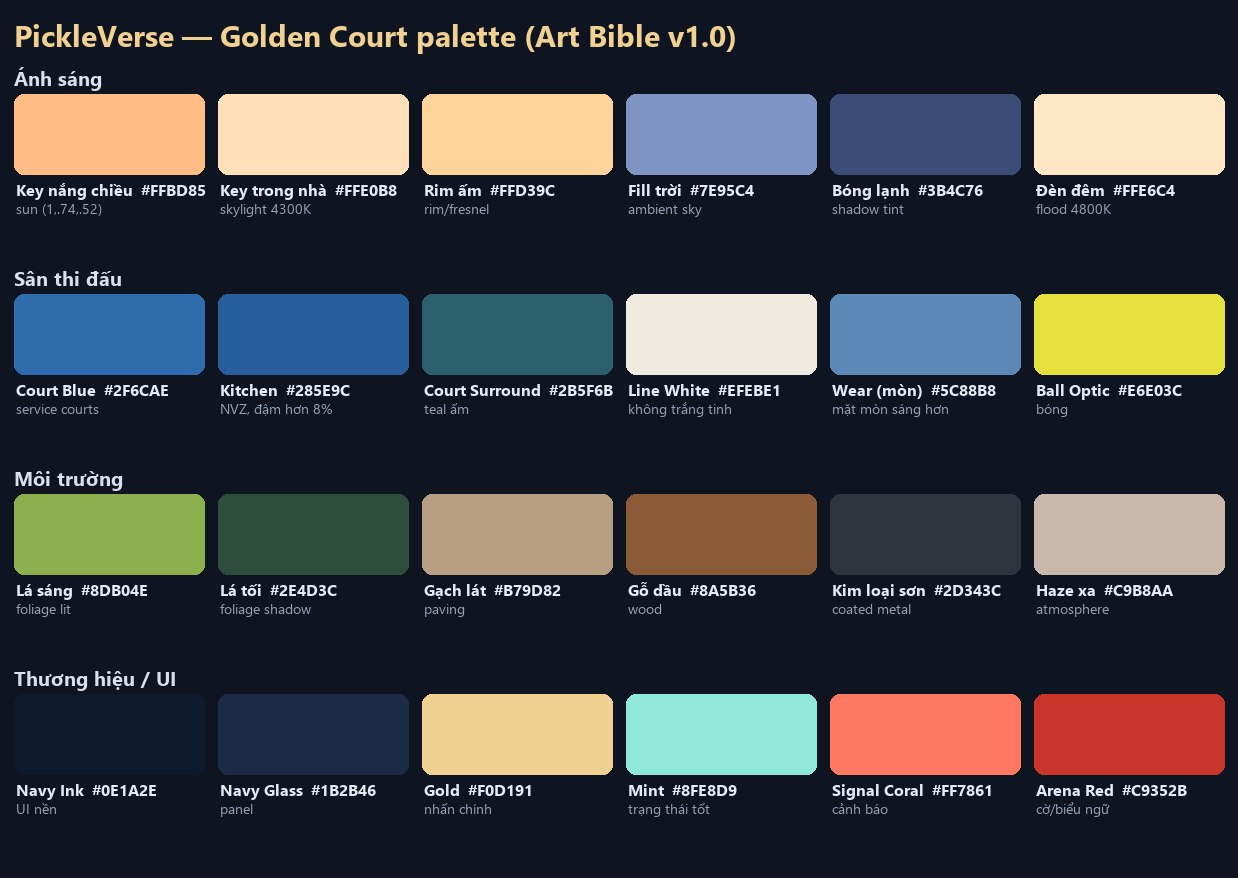 PickleVerse — Golden Court palette (Art Bible v1.0)
Ánh sáng
Key nắng chiều #FFBD85 Key trong nhà #FFE0B8 Rim ấm #FFD39C Fill trời #7E95C4 Bóng lạnh #3B4C76 Đèn đêm #FFE6C4
sun (1,.74,.52) skylight 4300K rim/fresnel ambient sky shadow tint flood 4800K
Sân thi đấu
Court Blue #2F6CAE Kitchen #285E9C Court Surround #2B5F6B Line White #EFEBE1 Wear (mòn) #5C88B8 Ball Optic #E6E03C
service courts NVZ, đậm hơn 8% teal ấm không trắng tinh mặt mòn sáng hơn bóng
Môi trường
Lá sáng #8DB04E Lá tối #2E4D3C Gạch lát #B79D82 Gỗ dầu #8A5B36 Kim loại sơn #2D343C Haze xa #C9B8AA
foliage lit foliage shadow paving wood coated metal atmosphere
Thương hiệu / UI
Navy Ink #0E1A2E Navy Glass #1B2B46 Gold #F0D191 Mint #8FE8D9 Signal Coral #FF7861 Arena Red #C9352B
UI nền panel nhấn chính trạng thái tốt cảnh báo cờ/biểu ngữ